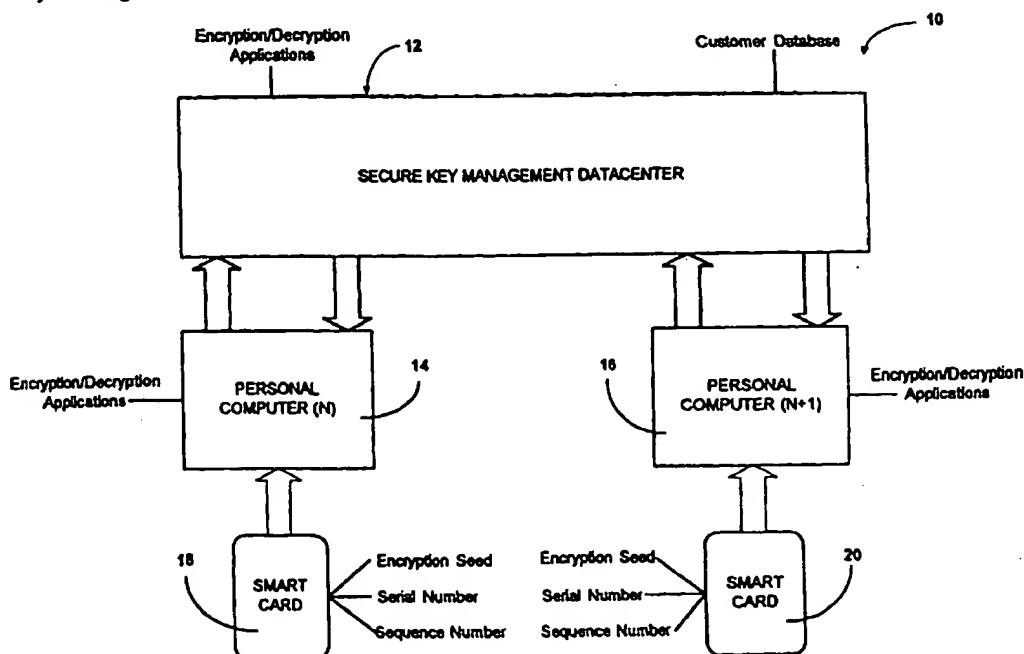 10
Encryption/Decryption
Applications
12
Customer Database
SECURE KEY MANAGEMENT DATACENTER
Encryption/Decryption
Applications
PERSONAL
COMPUTER (N)
14
16
PERSONAL
COMPUTER (N+1)
Encryption/Decryption
Applications
18
SMART
CARD
Encryption Seed
Serial Number
Sequence Number
Encryption Seed
Serial Number
Sequence Number
SMART
CARD
20